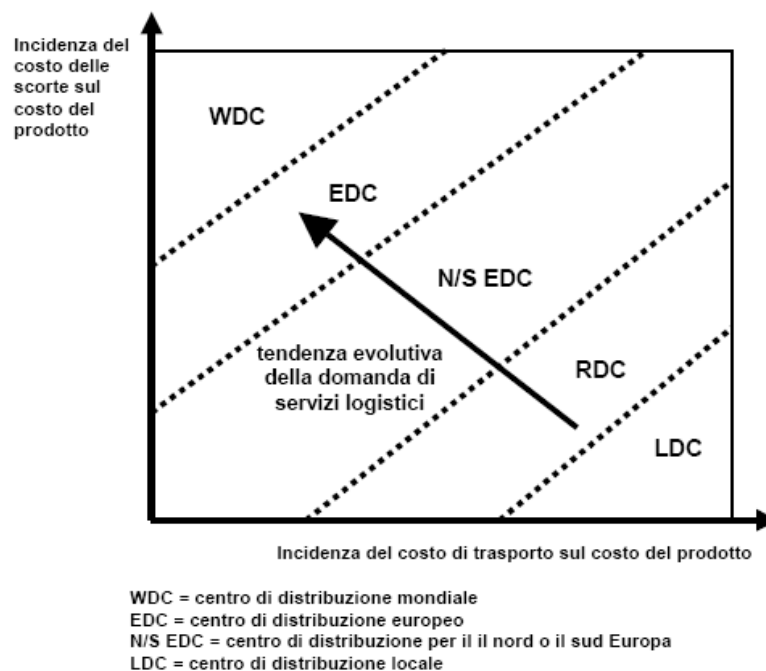 Incidenza del
costo delle
scorte sul
costo del
prodotto
WDC
EDC
N/S EDC
tendenza evolutiva
della domanda di
servizi logistici
RDC
LDC
Incidenza del costo di trasporto sul costo del prodotto
WDC = centro di distribuzione mondiale
EDC = centro di distribuzione europeo
N/S EDC = centro di distribuzione per il il nord o il sud Europa
LDC = centro di distribuzione locale